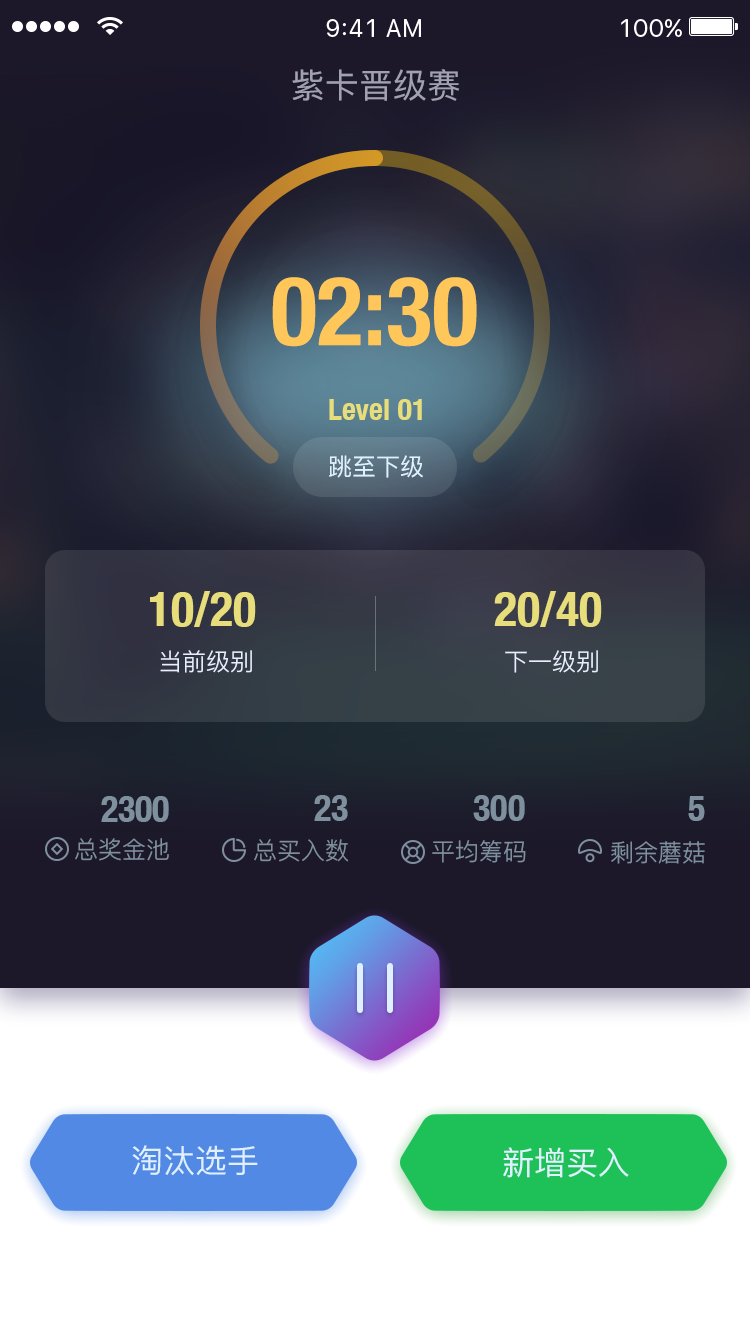 9:41 AM 100%
紫卡晋级赛
02:30
Level 01
跳至下级
10/20 20/40
当前级别 下一级别
2300 23 300 5
总奖金池 总买入数 平均筹码 剩余蘑菇
淘汰选手 新增买入